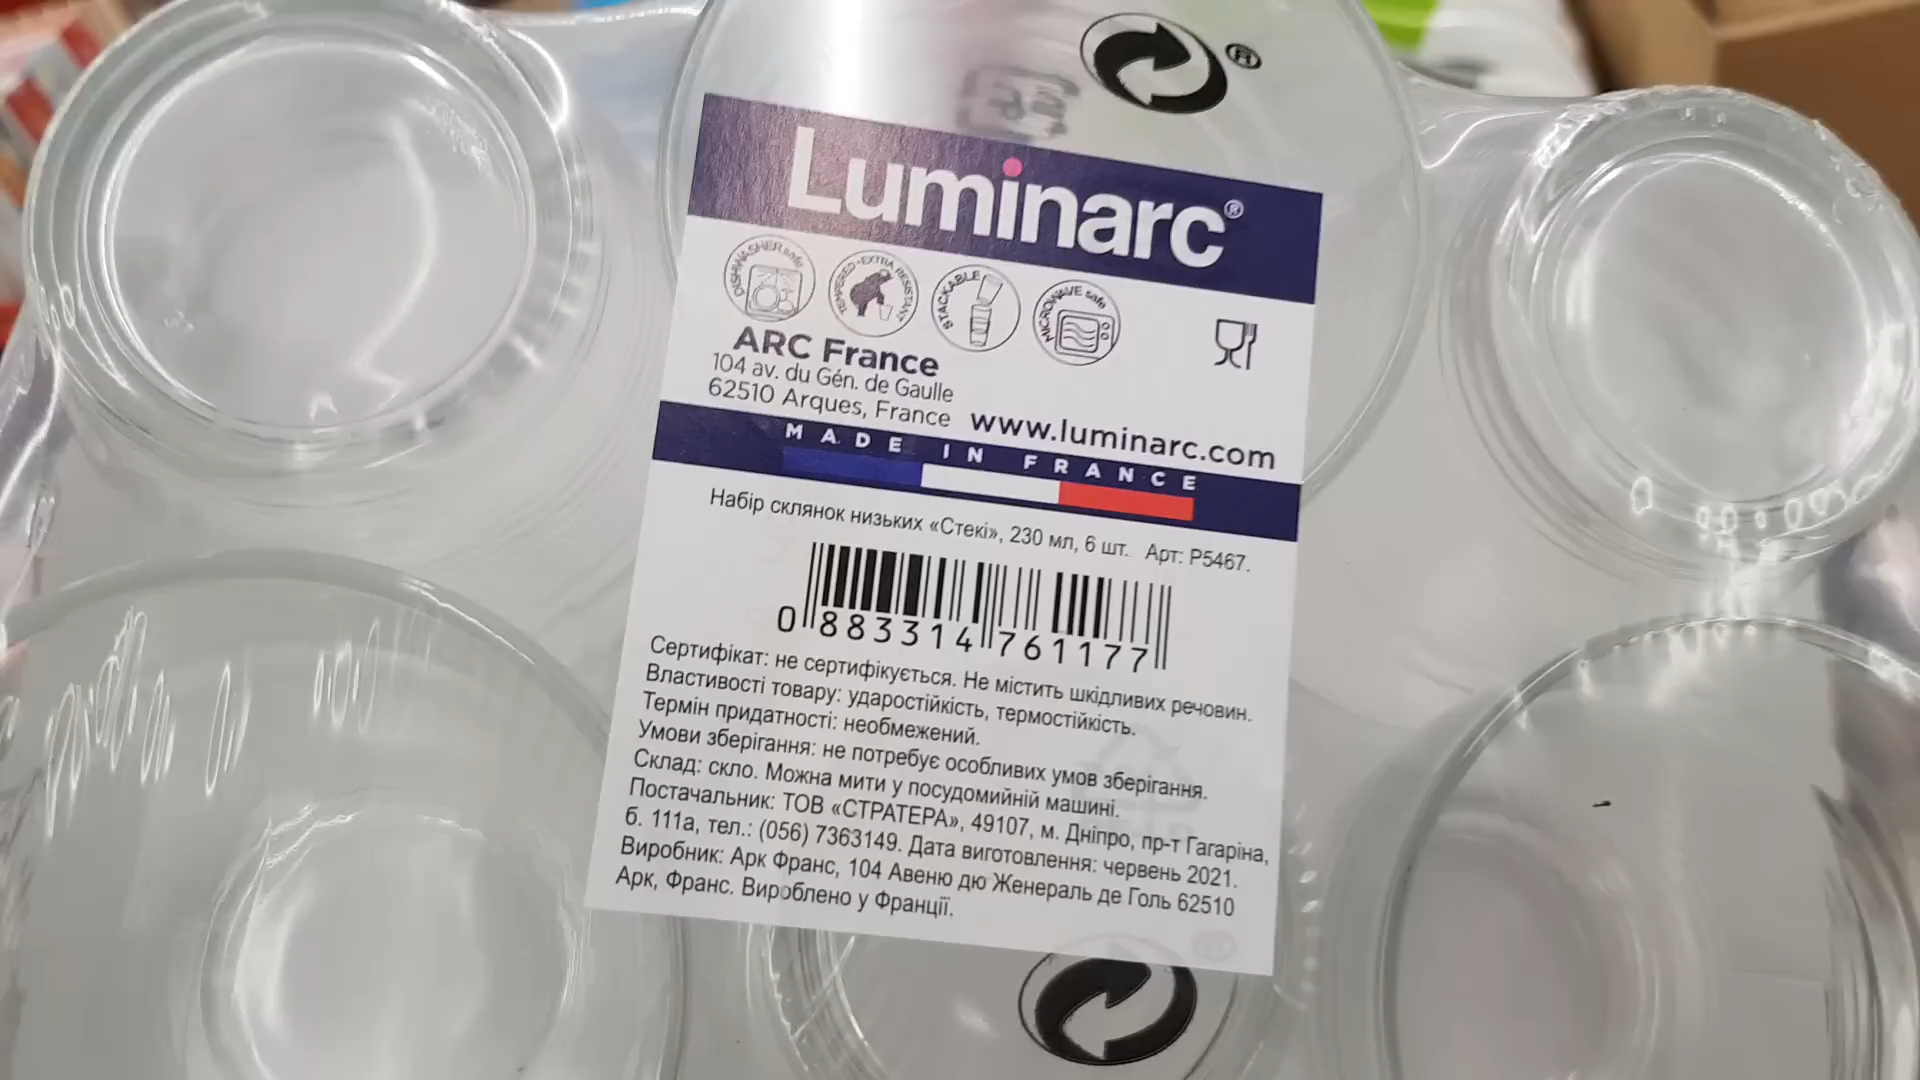 ®
Luminarc®
DISHWASHER safe
TEMPERED • EXTRA RESISTANT
STACKABLE
MICROWAVE safe
ARC France
104 av. du Gén. de Gaulle
62510 Arques, France
www.luminarc.com
MADE IN FRANCE
Набір склянок низьких «Стекі», 230 мл, 6 шт. Арт: P5467.
0 883314 761177
Сертифікат: не сертифікується. Не містить шкідливих речовин.
Властивості товару: ударостійкість, термостійкість.
Термін придатності: необмежений.
Умови зберігання: не потребує особливих умов зберігання.
Склад: скло. Можна мити у посудомийній машині.
Постачальник: ТОВ «СТРАТЕРА», 49107, м. Дніпро, пр-т Гагаріна,
б. 111а, тел.: (056) 7363149. Дата виготовлення: червень 2021.
Виробник: Арк Франс, 104 Авеню дю Женераль де Голь 62510
Арк, Франс. Вироблено у Франції.